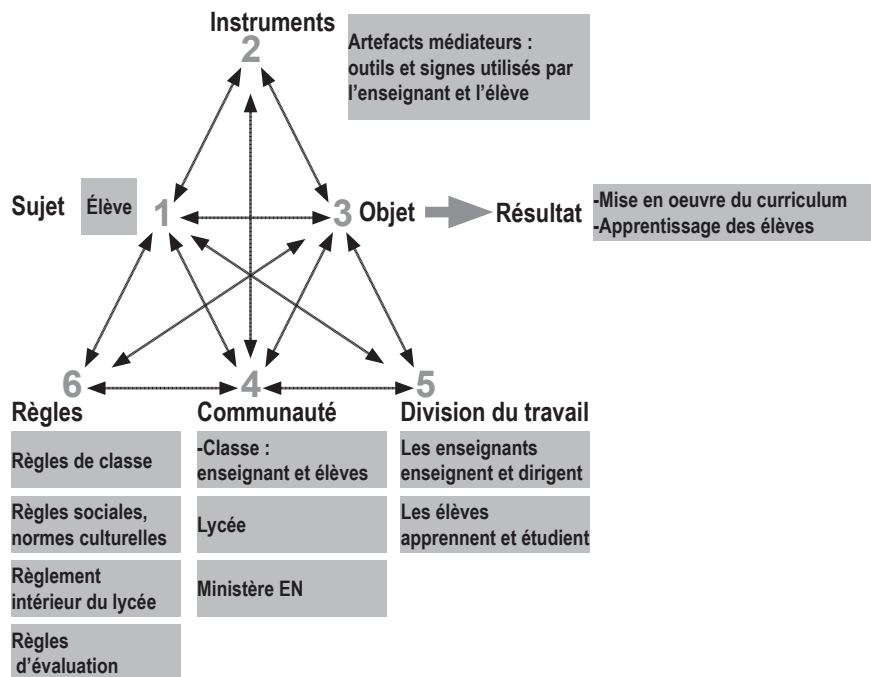 Instruments
2
Artefacts médiateurs :
outils et signes utilisés par
l'enseignant et l'élève
Sujet
Élève
1
3
Objet
Résultat
-Mise en oeuvre du curriculum
-Apprentissage des élèves
6
4
5
Règles
Communauté
Division du travail
Règles de classe
-Classe :
enseignant et élèves
Les enseignants
enseignent et dirigent
Règles sociales,
normes culturelles
Lycée
Les élèves
apprennent et étudient
Règlement
intérieur du lycée
Ministère EN
Règles
d'évaluation